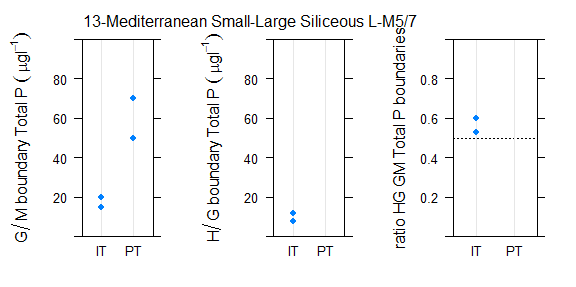 13-Mediterranean Small-Large Siliceous L-M5/7
G/M boundary Total P ( μgl⁻¹)
80
60
40
20
IT PT
H/G boundary Total P ( μgl⁻¹)
80
60
40
20
IT PT
ratio HG GM Total P boundaries
0.8
0.6
0.4
0.2
IT PT